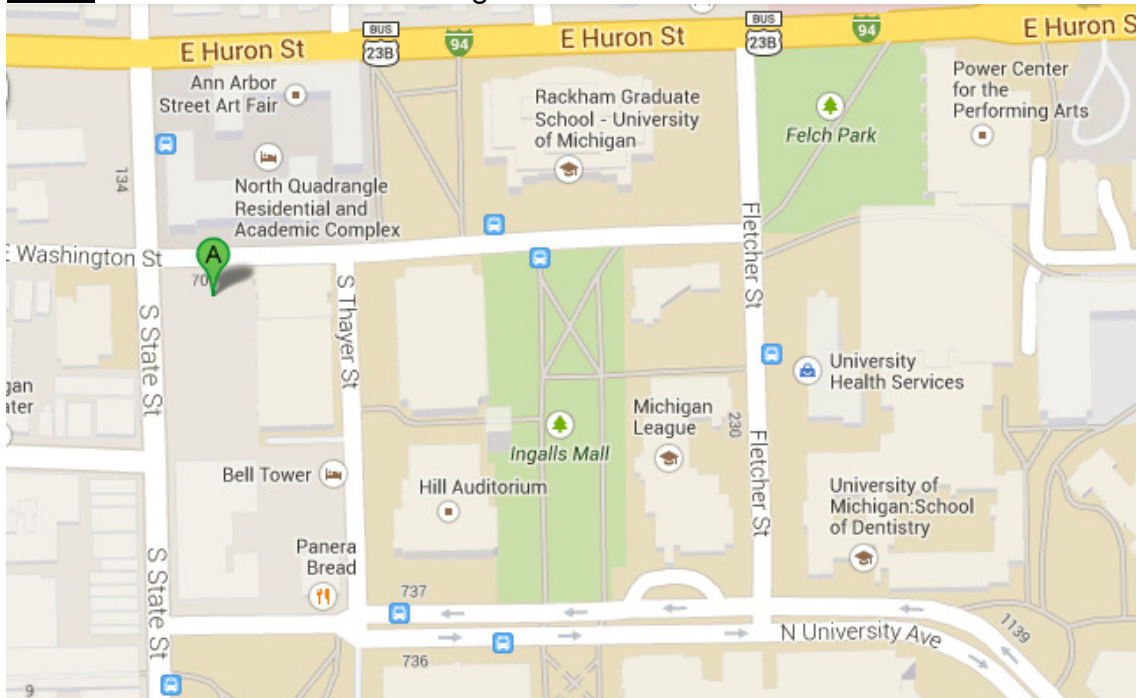 BUS
23B
94
E Huron St
BUS
23B
94
E Huron S
E Huron St
Ann Arbor
Street Art Fair
Rackham Graduate
School - University
of Michigan
Felch Park
Power Center
for the
Performing Arts
134
North Quadrangle
Residential and
Academic Complex
E Washington St
A
70
S State St
S Thayer St
Fletcher St
University
Health Services
gan
ater
Michigan
League
230
Ingalls Mall
Fletcher St
Bell Tower
Hill Auditorium
University of
Michigan:School
of Dentistry
Panera
Bread
S State St
737
N University Ave
1139
736
9